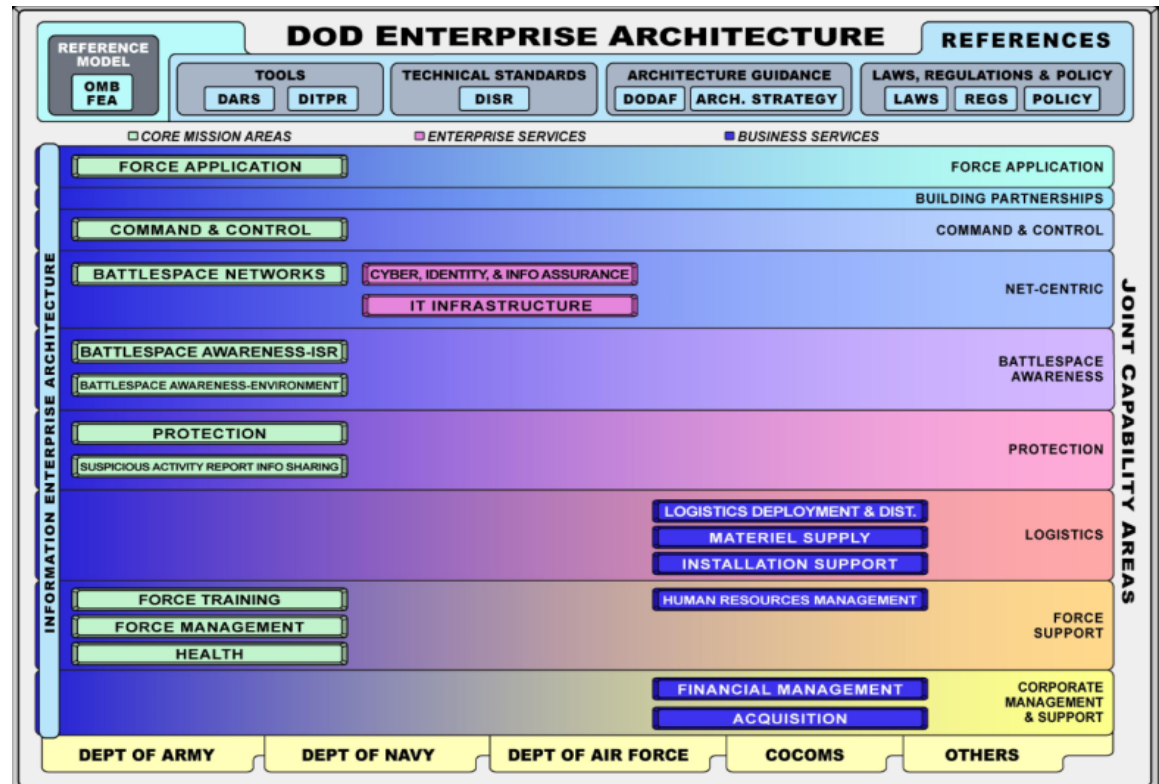 DOD ENTERPRISE ARCHITECTURE
REFERENCES
REFERENCE
MODEL
OMB
FEA
TOOLS
DARS DITPR
TECHNICAL STANDARDS
DISR
ARCHITECTURE GUIDANCE
DODAF ARCH. STRATEGY
LAWS, REGULATIONS & POLICY
LAWS REGS POLICY
CORE MISSION AREAS ENTERPRISE SERVICES BUSINESS SERVICES
INFORMATION ENTERPRISE ARCHITECTURE
FORCE APPLICATION FORCE APPLICATION
BUILDING PARTNERSHIPS
COMMAND & CONTROL COMMAND & CONTROL
BATTLESPACE NETWORKS CYBER, IDENTITY, & INFO ASSURANCE
IT INFRASTRUCTURE
NET-CENTRIC
BATTLESPACE AWARENESS-ISR
BATTLESPACE AWARENESS-ENVIRONMENT
BATTLESPACE
AWARENESS
PROTECTION
SUSPICIOUS ACTIVITY REPORT INFO SHARING
PROTECTION
LOGISTICS DEPLOYMENT & DIST.
MATERIEL SUPPLY
INSTALLATION SUPPORT
LOGISTICS
FORCE TRAINING HUMAN RESOURCES MANAGEMENT
FORCE MANAGEMENT
HEALTH
FORCE
SUPPORT
FINANCIAL MANAGEMENT
ACQUISITION
CORPORATE
MANAGEMENT
& SUPPORT
JOINT CAPABILITY AREAS
DEPT OF ARMY DEPT OF NAVY DEPT OF AIR FORCE COCOMS OTHERS